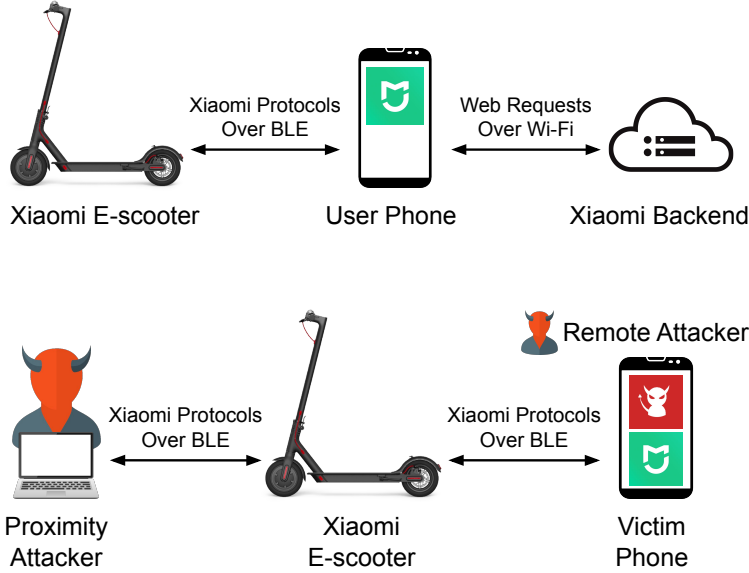 Xiaomi Protocols
Over BLE
Web Requests
Over Wi-Fi
Xiaomi E-scooter
User Phone
Xiaomi Backend
Remote Attacker
Xiaomi Protocols
Over BLE
Xiaomi Protocols
Over BLE
Proximity
Attacker
Xiaomi
E-scooter
Victim
Phone